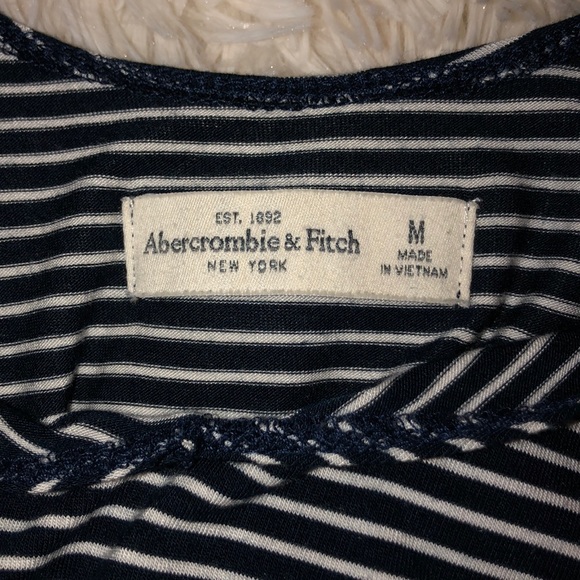 EST. 1892
Abercrombie & Fitch
NEW YORK
M
MADE
IN VIETNAM